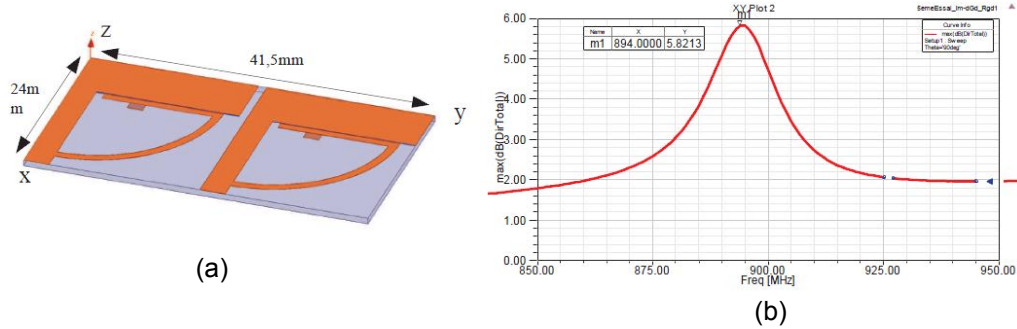 Z
41,5mm
24m
m
y
X
(a)
XY Plot 2
5emeEssai_lm-dGd_Rgd1
m1
Curve Info
max(dB(DirTotal))
Setup1 : Sweep
Theta='90deg'
Name X Y
m1 894.0000 5.8213
max(dB(DirTotal))
6.00
5.00
4.00
3.00
2.00
1.00
0.00
850.00 875.00 900.00 925.00 950.00
Freq [MHz]
(b)